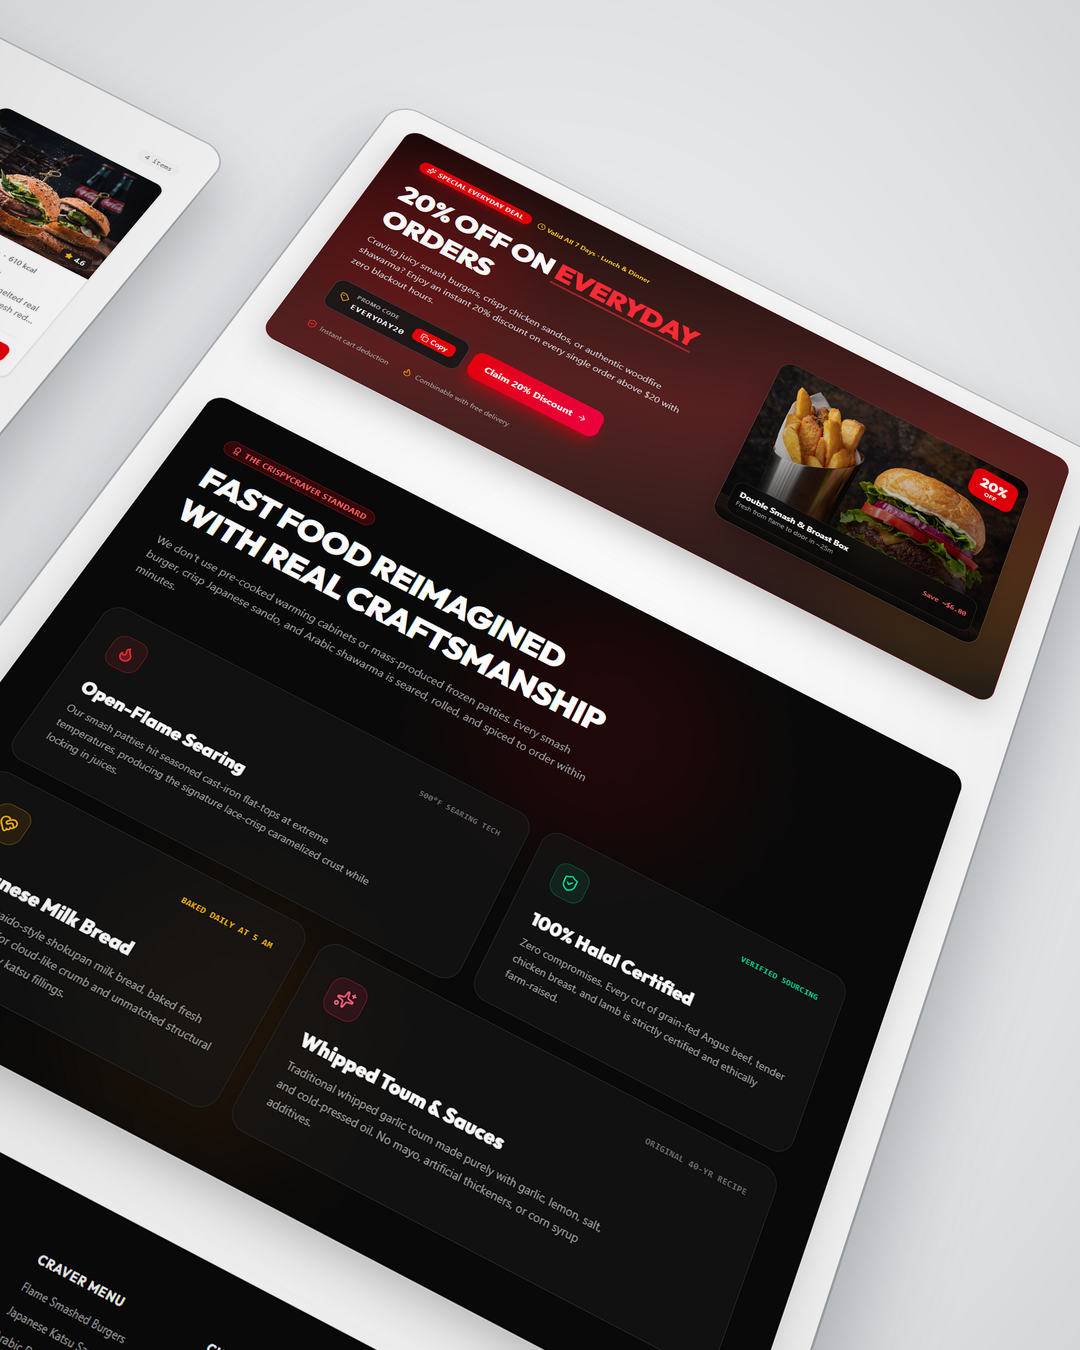 4 items
4.6
· 610 kcal
melted real
fresh red...
SPECIAL EVERYDAY DEAL
Valid All 7 Days · Lunch & Dinner
20% OFF ON EVERYDAY
ORDERS
Craving juicy smash burgers, crispy chicken sandos, or authentic woodfire
shawarma? Enjoy an instant 20% discount on every single order above $20 with
zero blackout hours.
PROMO CODE
EVERYDAY20
Copy
Claim 20% Discount →
Instant cart deduction
Combinable with free delivery
20%
OFF
Double Smash & Broast Box
Fresh from flame to door in ~25m
Save ~$6.80
THE CRISPYCRAVER STANDARD
FAST FOOD REIMAGINED
WITH REAL CRAFTSMANSHIP
We don't use pre-cooked warming cabinets or mass-produced frozen patties. Every smash
burger, crisp Japanese sando, and Arabic shawarma is seared, rolled, and spiced to order within
minutes.
500°F SEARING TECH
Open-Flame Searing
Our smash patties hit seasoned cast-iron flat-tops at extreme
temperatures, producing the signature lace-crisp caramelized crust while
locking in juices.
VERIFIED SOURCING
100% Halal Certified
Zero compromises. Every cut of grain-fed Angus beef, tender
chicken breast, and lamb is strictly certified and ethically
farm-raised.
BAKED DAILY AT 5 AM
nese Milk Bread
aido-style shokupan milk bread, baked fresh
for cloud-like crumb and unmatched structural
y katsu fillings.
ORIGINAL 40-YR RECIPE
Whipped Toum & Sauces
Traditional whipped garlic toum made purely with garlic, lemon, salt,
and cold-pressed oil. No mayo, artificial thickeners, or corn syrup
additives.
CRAVER MENU
Flame Smashed Burgers
Japanese Katsu Sa